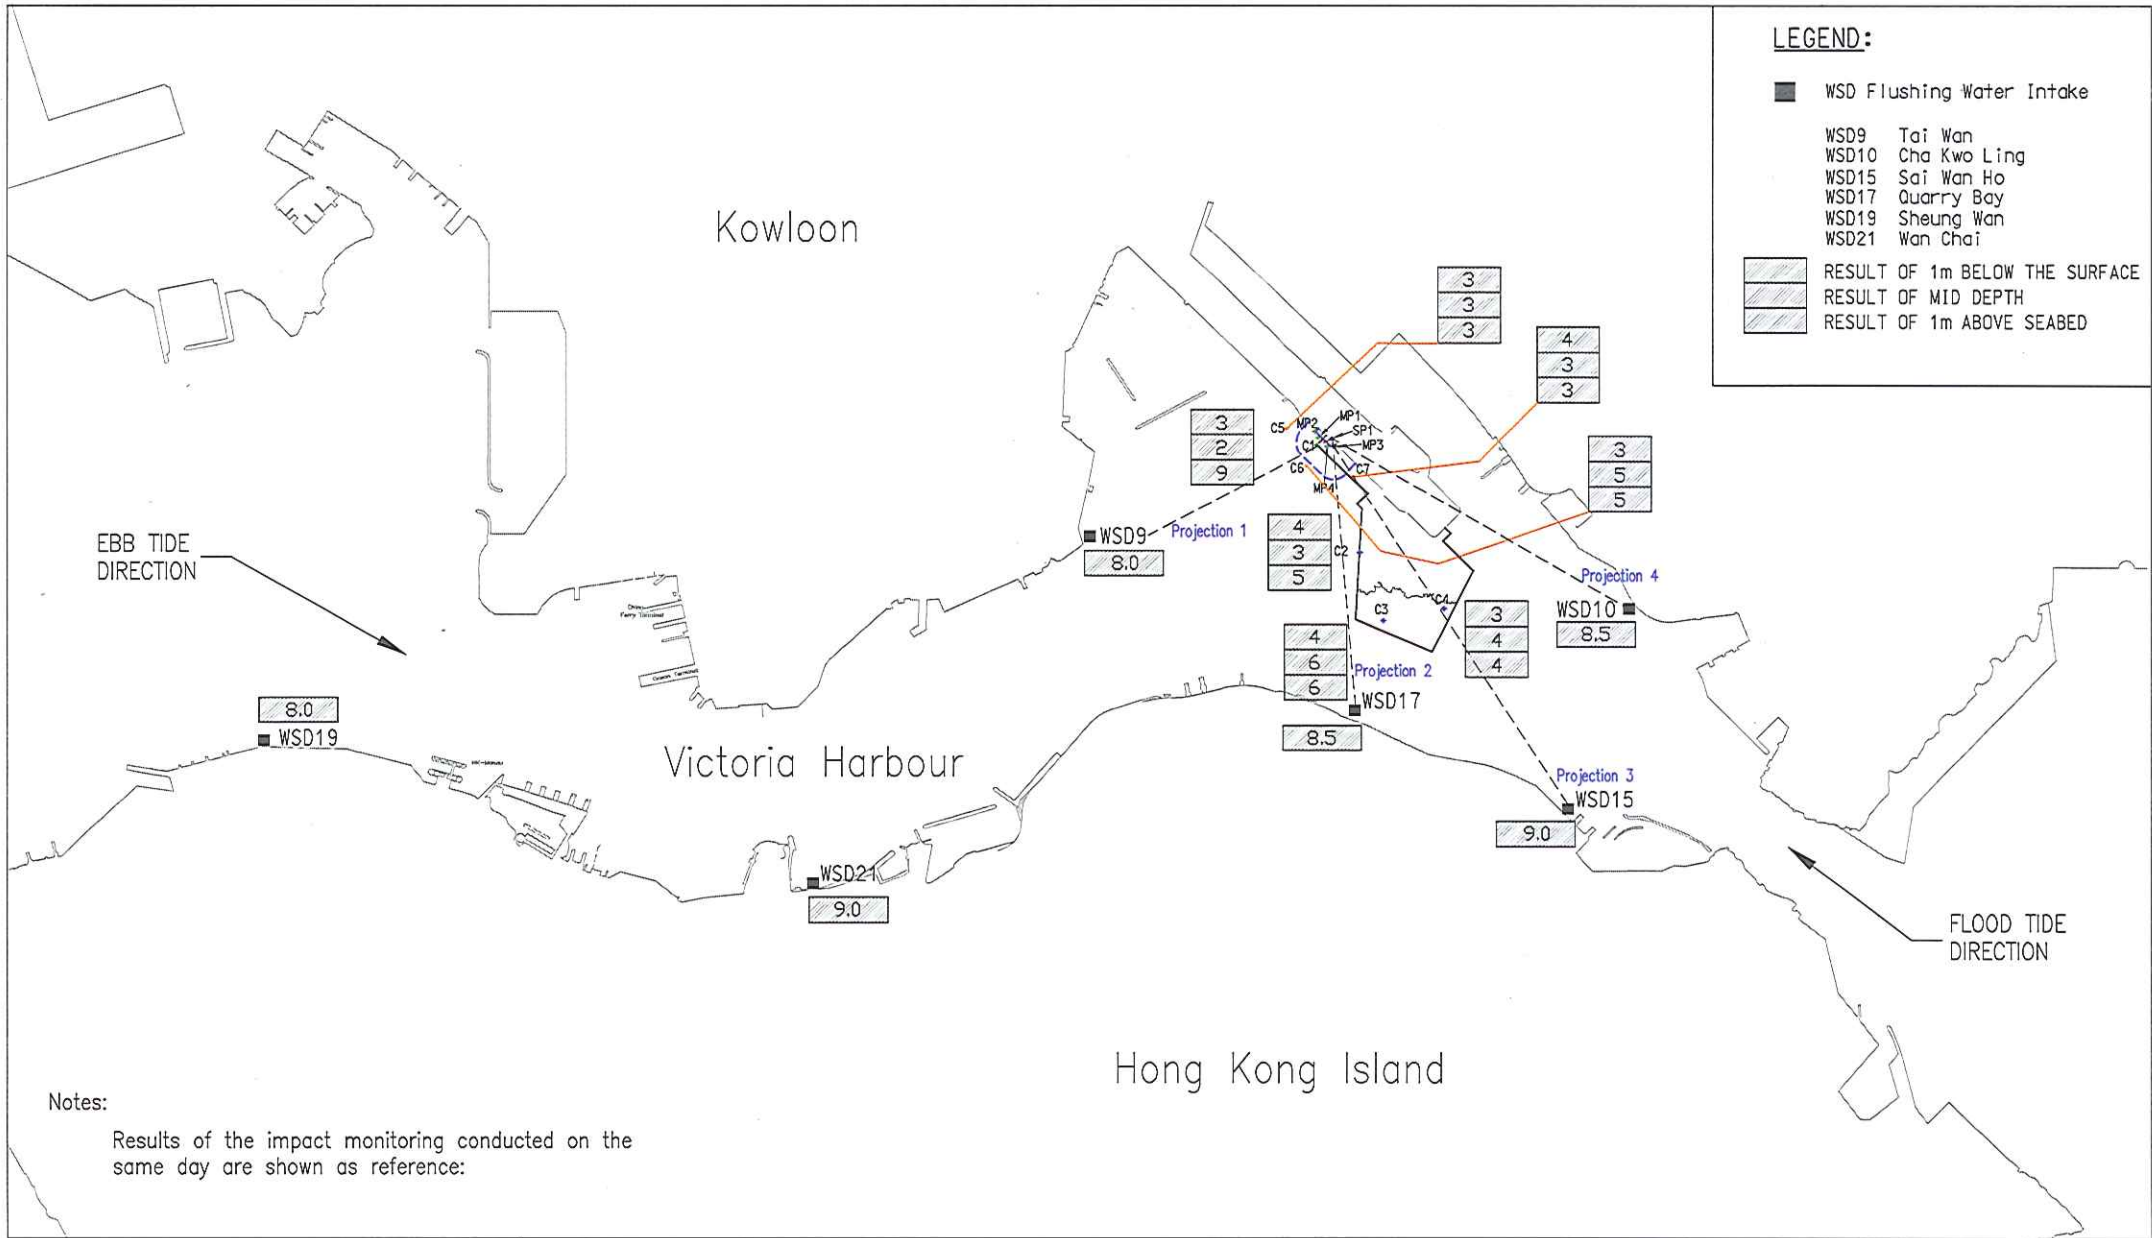 LEGEND:
WSD Flushing Water Intake
WSD9 Tai Wan
WSD10 Cha Kwo Ling
WSD15 Sai Wan Ho
WSD17 Quarry Bay
WSD19 Sheung Wan
WSD21 Wan Chai
RESULT OF 1m BELOW THE SURFACE
RESULT OF MID DEPTH
RESULT OF 1m ABOVE SEABED
Kowloon
3
3
3
4
3
3
3
2
9
C5
MP2
MP1
SP1
C1
MP3
C6
C7
MP4
3
5
5
WSD9
Projection 1
8.0
4
3
5
C2
EBB TIDE
DIRECTION
Projection 4
WSD10
8.5
C3
C4
3
4
4
Ferry Terminal
Ocean Terminal
4
6
6
Projection 2
WSD17
8.5
8.0
WSD19
Victoria Harbour
Projection 3
WSD15
9.0
WSD21
9.0
FLOOD TIDE
DIRECTION
Hong Kong Island
Notes:
Results of the impact monitoring conducted on the
same day are shown as reference: